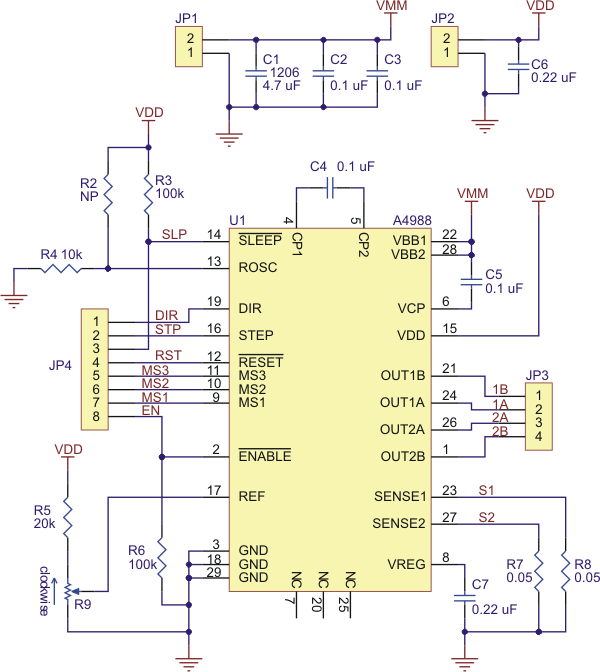 JP1
VMM
JP2
VDD
2
1
C1
1206
4.7 uF
C2
0.1 uF
C3
0.1 uF
2
1
C6
0.22 uF
VDD
R2
NP
R3
100k
C4 0.1 uF
U1
4
5
A4988
VMM
VDD
SLP
14
SLEEP
CP1
CP2
VBB1
22
VBB2
28
R4 10k
13
ROSC
C5
0.1 uF
DIR
19
DIR
VCP
6
JP4
1
2
3
4
5
6
7
8
STP
16
STEP
VDD
15
RST
12
RESET
MS3
11
MS3
MS2
10
MS2
MS1
9
MS1
EN
OUT1B
21
OUT1A
24
OUT2A
26
OUT2B
1
JP3
1B
1A
2A
2B
1
2
3
4
2
ENABLE
VDD
17
REF
SENSE1
23
S1
SENSE2
27
S2
R5
20k
R6
100k
3
GND
18
GND
29
GND
VREG
8
R7
0.05
R8
0.05
clockwise
R9
NC
NC
NC
7
20
25
C7
0.22 uF